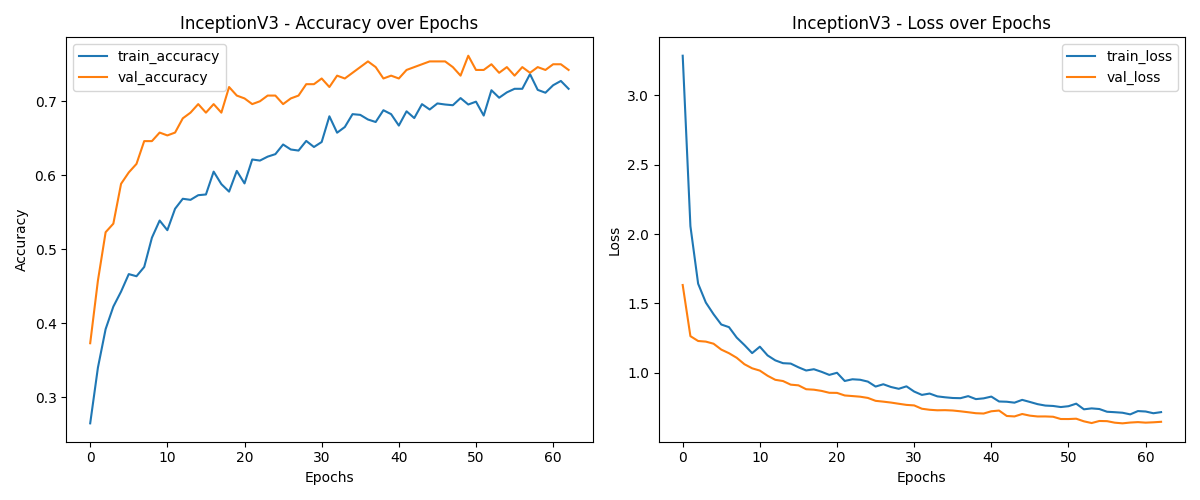 InceptionV3 - Accuracy over Epochs
train_accuracy
val_accuracy
0.7
0.6
0.5
0.4
0.3
Accuracy
0 10 20 30 40 50 60
Epochs
InceptionV3 - Loss over Epochs
train_loss
val_loss
3.0
2.5
2.0
1.5
1.0
Loss
0 10 20 30 40 50 60
Epochs